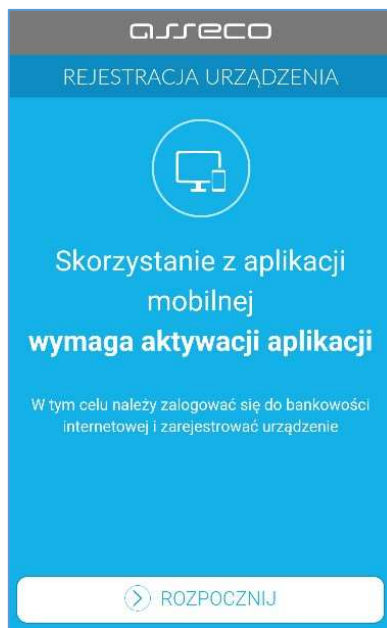 asseco
REJESTRACJA URZĄDZENIA
Skorzystanie z aplikacji
mobilnej
wymaga aktywacji aplikacji
W tym celu należy zalogować się do bankowości
internetowej i zarejestrować urządzenie
ROZPOCZNIJ